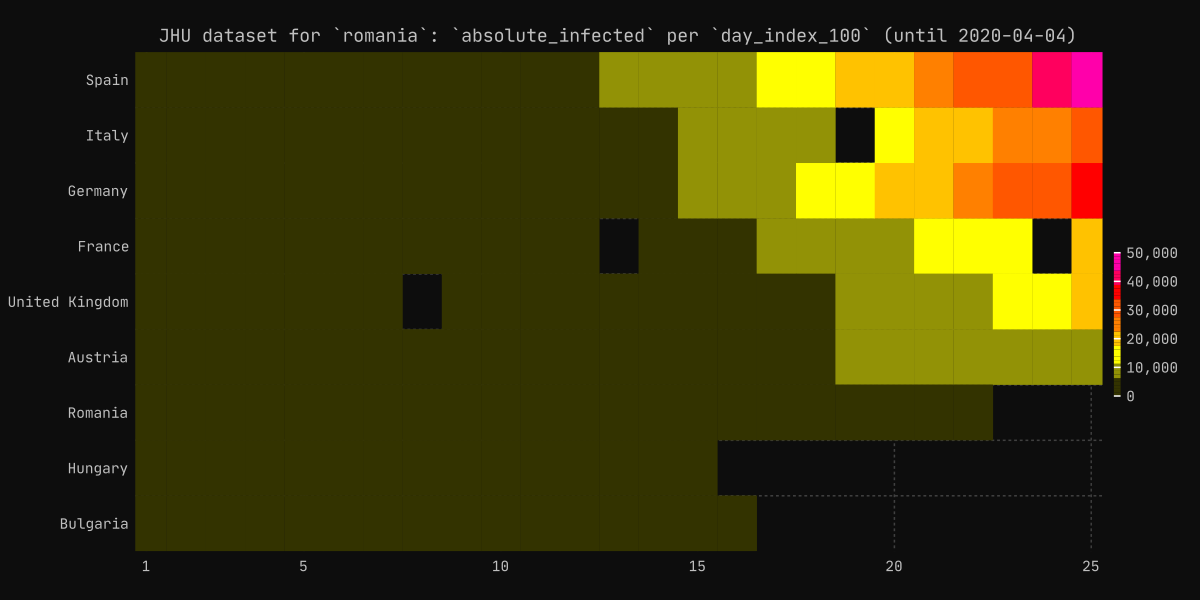 JHU dataset for `romania`: `absolute_infected` per `day_index_100` (until 2020-04-04)
Spain
Italy
Germany
France
United Kingdom
Austria
Romania
Hungary
Bulgaria
1 5 10 15 20 25
50,000
40,000
30,000
20,000
10,000
0